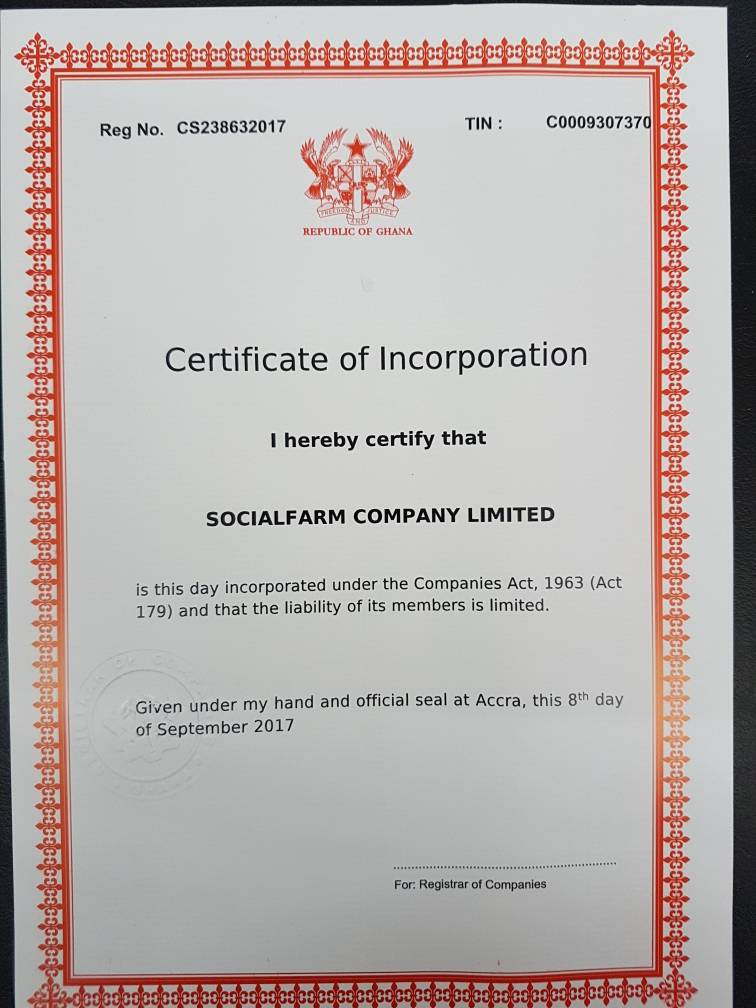 Reg No. CS238632017
TIN : C0009307370
FREEDOM AND JUSTICE
REPUBLIC OF GHANA
Certificate of Incorporation
I hereby certify that
SOCIALFARM COMPANY LIMITED
is this day incorporated under the Companies Act, 1963 (Act
179) and that the liability of its members is limited.
Given under my hand and official seal at Accra, this 8th day
of September 2017
For: Registrar of Companies